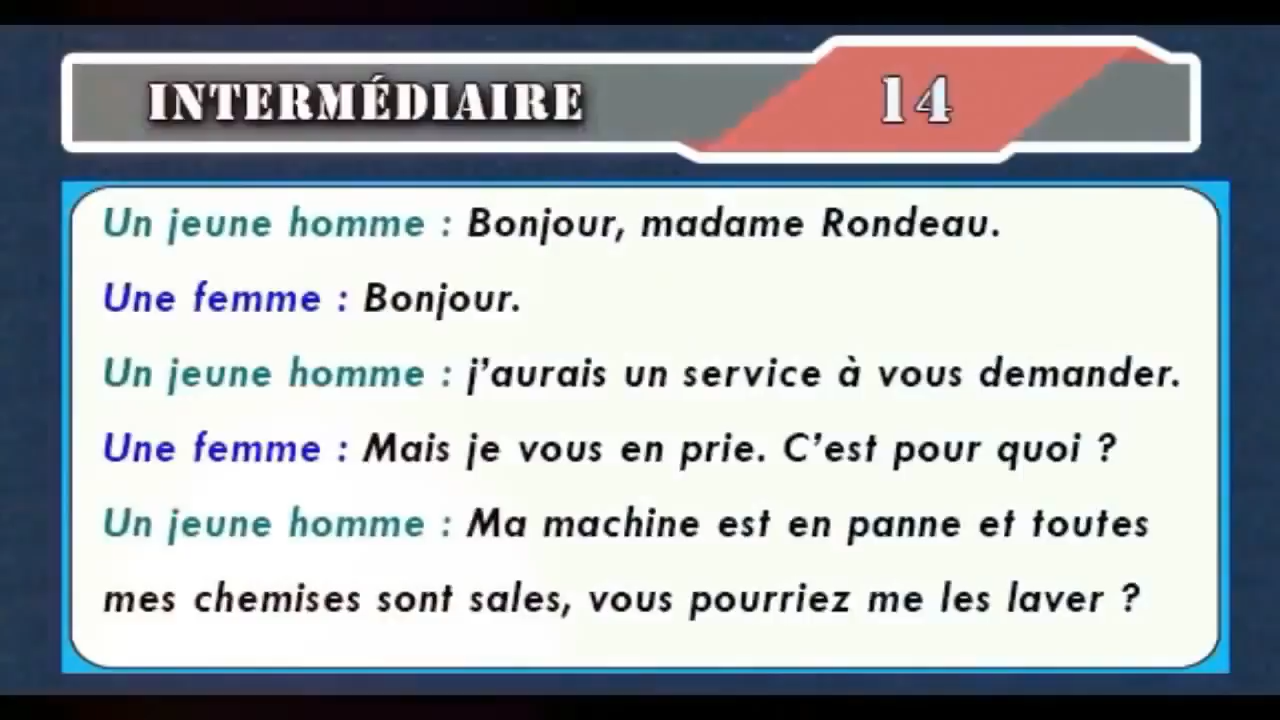 INTERMÉDIAIRE 14
Un jeune homme : Bonjour, madame Rondeau.
Une femme : Bonjour.
Un jeune homme : j’aurais un service à vous demander.
Une femme : Mais je vous en prie. C’est pour quoi ?
Un jeune homme : Ma machine est en panne et toutes
mes chemises sont sales, vous pourriez me les laver ?